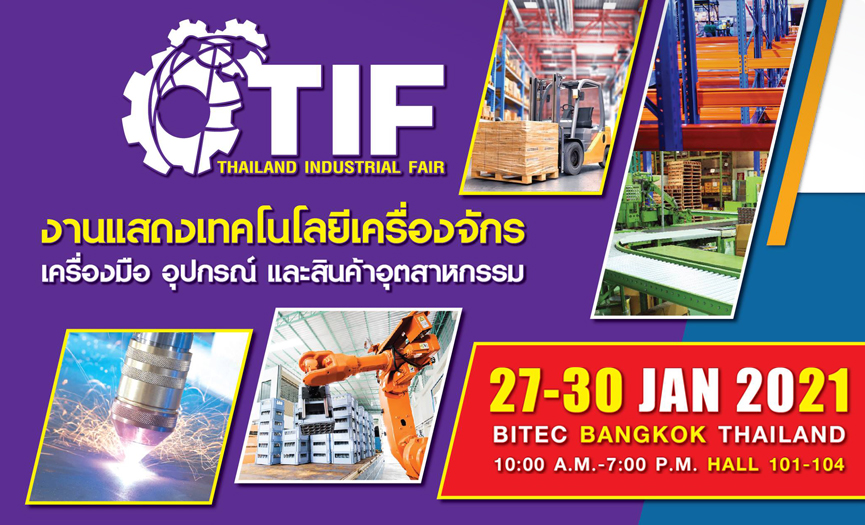 TIF
THAILAND INDUSTRIAL FAIR
งานแสดงเทคโนโลยีเครื่องจักร
เครื่องมือ อุปกรณ์ และสินค้าอุตสาหกรรม
27-30 JAN 2021
BITEC BANGKOK THAILAND
10:00 A.M.-7:00 P.M. HALL 101-104